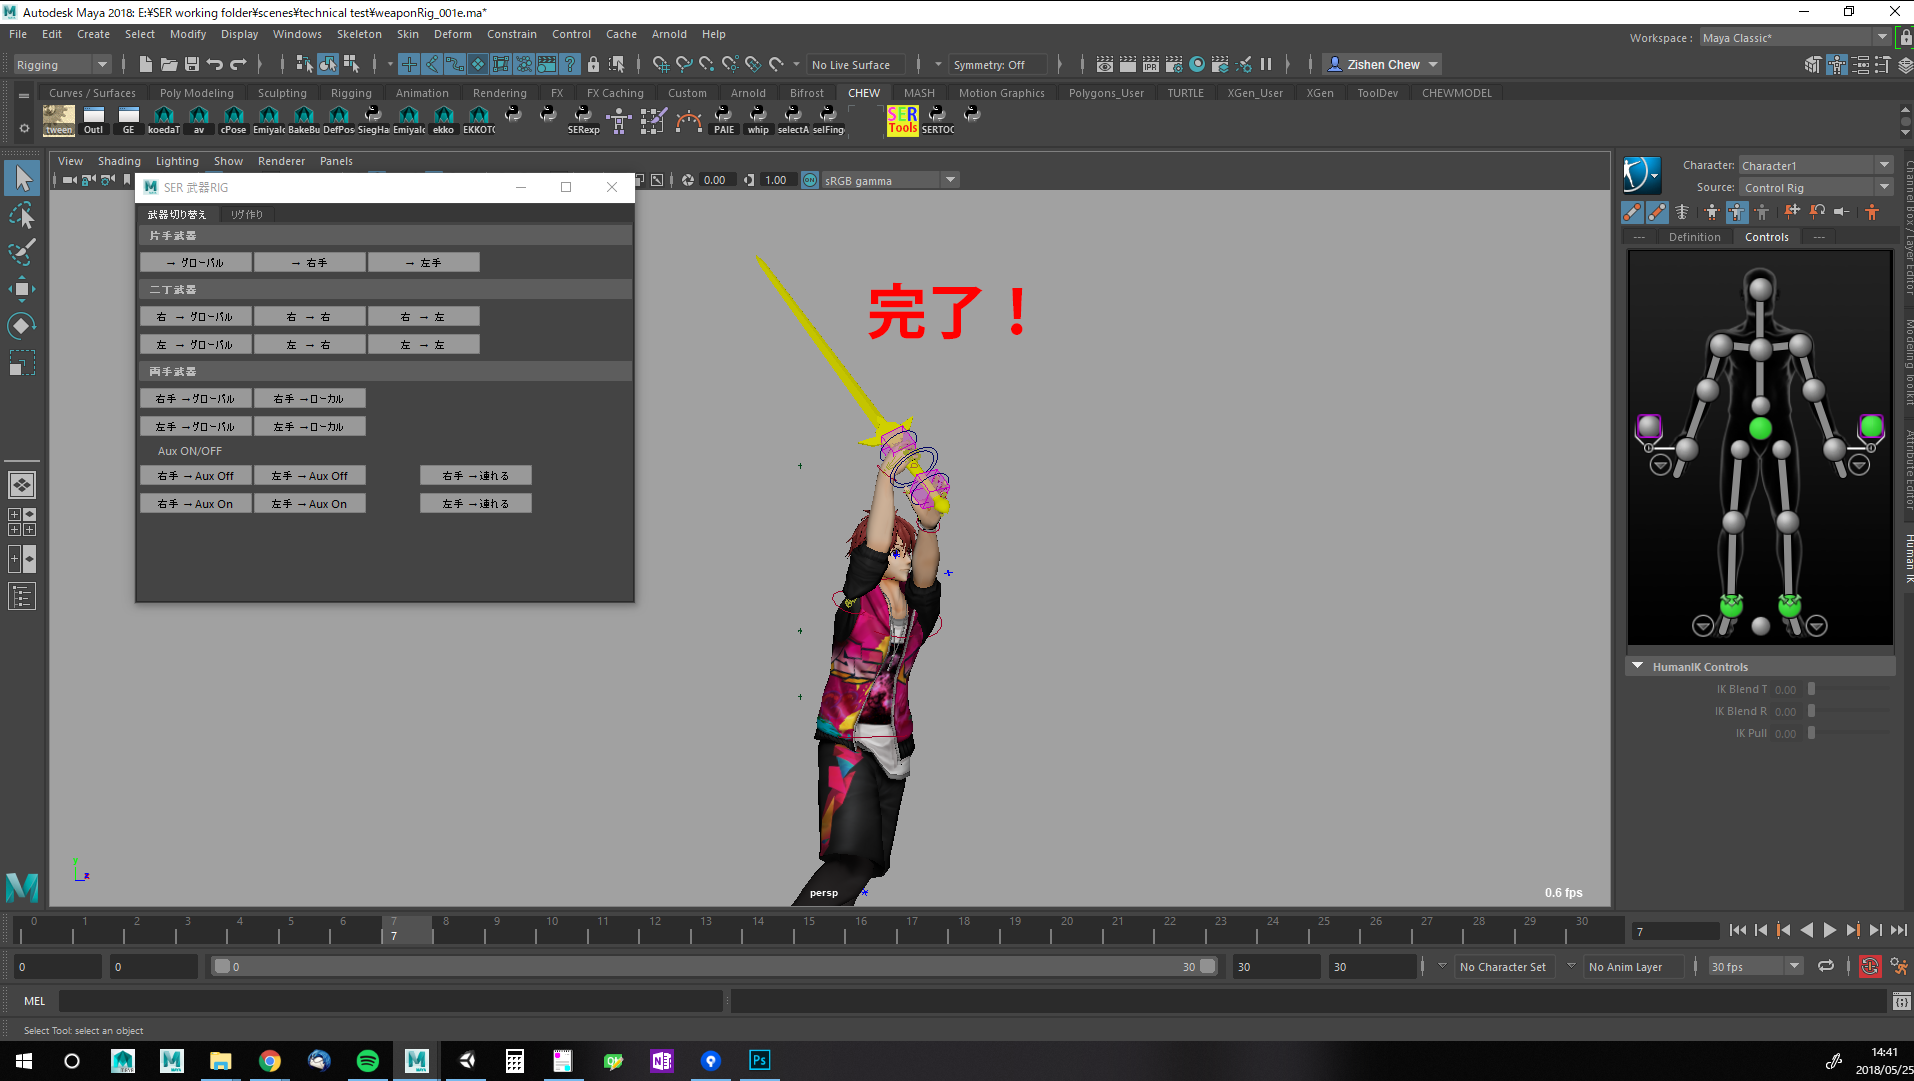 Autodesk Maya 2018: E:¥SER working folder¥scenes¥technical test¥weaponRig_001e.ma*
File Edit Create Select Modify Display Windows Skeleton Skin Deform Constrain Control Cache Arnold Help
Workspace : Maya Classic*
Rigging No Live Surface Symmetry: Off Zishen Chew
Curves / Surfaces Poly Modeling Sculpting Rigging Animation Rendering FX FX Caching Custom Arnold Bifrost CHEW MASH Motion Graphics Polygons_User TURTLE XGen_User XGen ToolDev CHEWMODEL
SER
tween Outl GE koedaT av cPose Emiyalc BakeBu DefPos SiegHa Emiyalc ekko EKKOTC SERexp PAIE whip selectA selFing Tools SERTOC
View Shading Lighting Show Renderer Panels
0.00 1.00 ON sRGB gamma
SER 武器RIG
武器切り替え リグ作り
片手武器
→ グローバル → 右手 → 左手
二丁武器
右 → グローバル 右 → 右 右 → 左
左 → グローバル 左 → 右 左 → 左
両手武器
右手 →グローバル 右手 →ローカル
左手 →グローバル 左手 →ローカル
Aux ON/OFF
右手 → Aux Off 左手 → Aux Off 右手 →連れる
右手 → Aux On 左手 → Aux On 左手 →連れる
完了！
persp
0.6 fps
Character: Character1
Source: Control Rig
--- Definition Controls ---
HumanIK Controls
IK Blend T 0.00
IK Blend R 0.00
IK Pull 0.00
Channel Box / Layer Editor
Modeling Toolkit
Attribute Editor
Human IK
0 1 2 3 4 5 6 7 8 9 10 11 12 13 14 15 16 17 18 19 20 21 22 23 24 25 26 27 28 29 30
7
7
0 0 0 30 30 30 No Character Set No Anim Layer 30 fps
MEL
Select Tool: select an object
Ps
14:41
2018/05/25